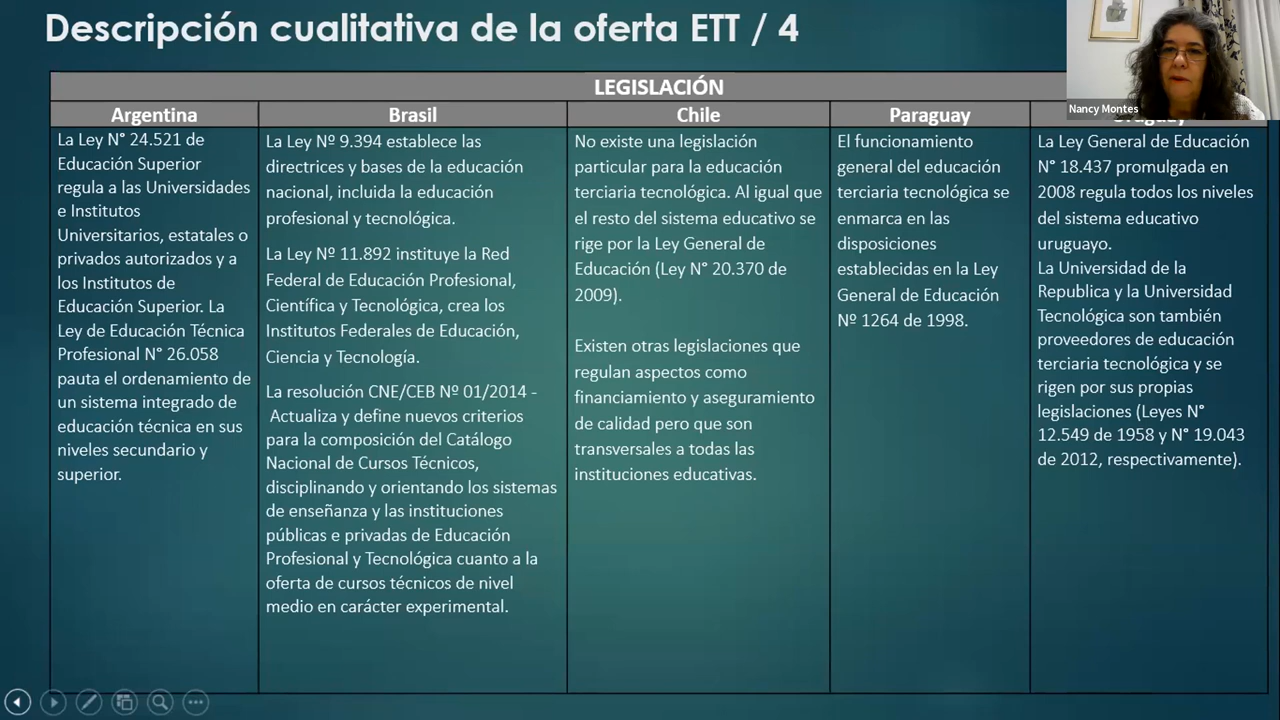 Descripción cualitativa de la oferta ETT / 4
Nancy Montes
LEGISLACIÓN
Argentina
La Ley N° 24.521 de
Educación Superior
regula a las Universidades
e Institutos
Universitarios, estatales o
privados autorizados y a
los Institutos de
Educación Superior. La
Ley de Educación Técnica
Profesional N° 26.058
pauta el ordenamiento de
un sistema integrado de
educación técnica en sus
niveles secundario y
superior.
Brasil
La Ley Nº 9.394 establece las
directrices y bases de la educación
nacional, incluida la educación
profesional y tecnológica.
La Ley Nº 11.892 instituye la Red
Federal de Educación Profesional,
Científica y Tecnológica, crea los
Institutos Federales de Educación,
Ciencia y Tecnología.
La resolución CNE/CEB Nº 01/2014 -
Actualiza y define nuevos criterios
para la composición del Catálogo
Nacional de Cursos Técnicos,
disciplinando y orientando los sistemas
de enseñanza y las instituciones
públicas e privadas de Educación
Profesional y Tecnológica cuanto a la
oferta de cursos técnicos de nivel
medio en carácter experimental.
Chile
No existe una legislación
particular para la educación
terciaria tecnológica. Al igual que
el resto del sistema educativo se
rige por la Ley General de
Educación (Ley N° 20.370 de
2009).
Existen otras legislaciones que
regulan aspectos como
financiamiento y aseguramiento
de calidad pero que son
transversales a todas las
instituciones educativas.
Paraguay
El funcionamiento
general del educación
terciaria tecnológica se
enmarca en las
disposiciones
establecidas en la Ley
General de Educación
Nº 1264 de 1998.
Uruguay
La Ley General de Educación
N° 18.437 promulgada en
2008 regula todos los niveles
del sistema educativo
uruguayo.
La Universidad de la
Republica y la Universidad
Tecnológica son también
proveedores de educación
terciaria tecnológica y se
rigen por sus propias
legislaciones (Leyes N°
12.549 de 1958 y N° 19.043
de 2012, respectivamente).